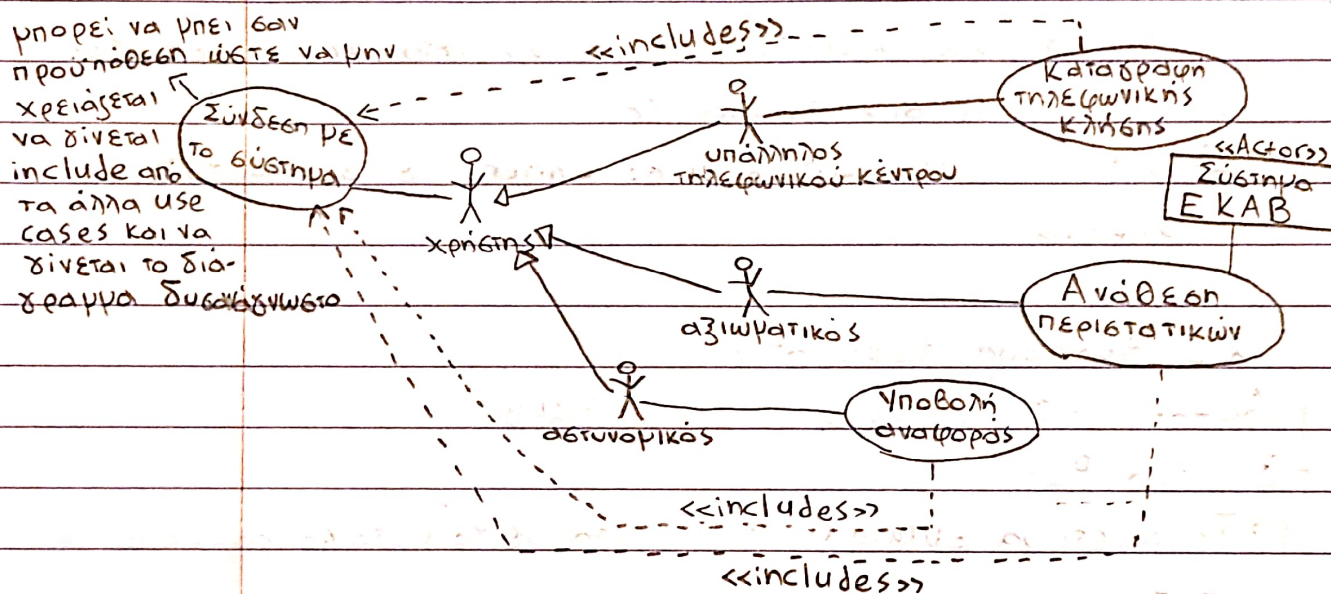 μπορεί να μπει σαν
προϋπόθεση ώστε να μην
χρειάζεται
να γίνεται
include από
τα άλλα use
cases και να
γίνεται το διά-
γραμμα δυσανάγνωστο
Σύνδεση με
το σύστημα
<<includes>>
Καταγραφή
τηλεφωνικής
κλήσης
υπάλληλος
τηλεφωνικού κέντρου
<<Actor>>
Σύστημα
ΕΚΑΒ
χρήστης
αξιωματικός
Ανάθεση
περιστατικών
αστυνομικός
Υποβολή
αναφοράς
<<includes>>
<<includes>>